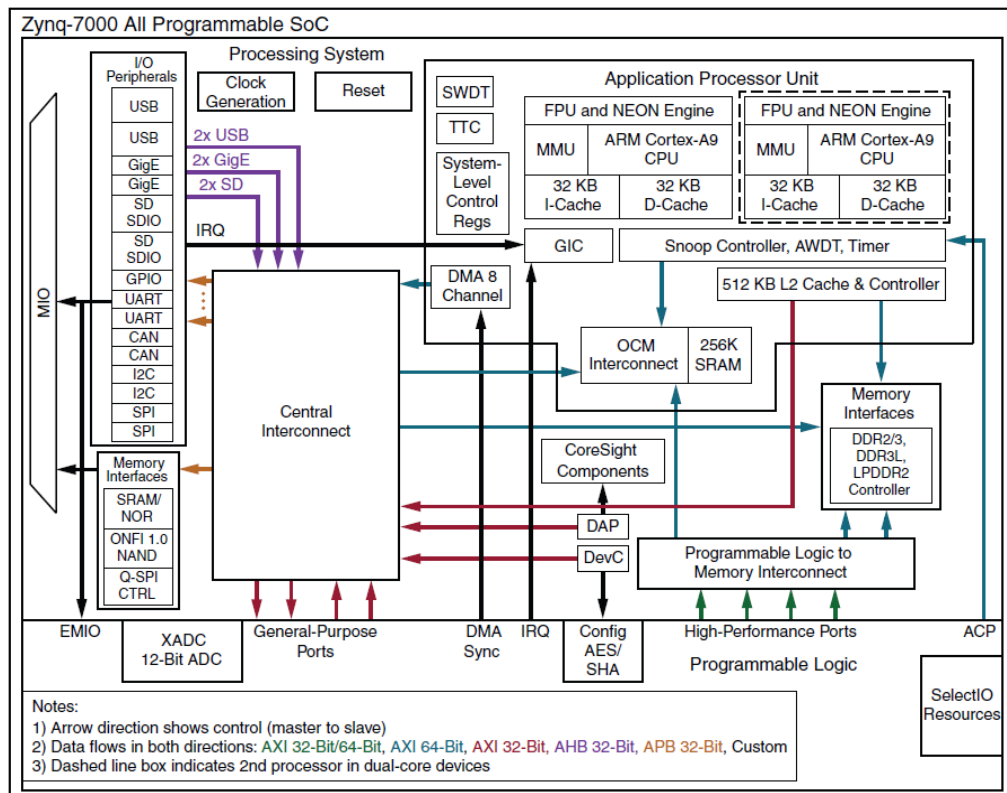 Zynq-7000 All Programmable SoC
I/O
Peripherals
USB
USB
GigE
GigE
SD
SDIO
SD
SDIO
GPIO
UART
UART
CAN
CAN
I2C
I2C
SPI
SPI
MIO
Processing System
Clock
Generation
Reset
2x USB
2x GigE
2x SD
IRQ
Application Processor Unit
SWDT
TTC
System-
Level
Control
Regs
FPU and NEON Engine
MMU
ARM Cortex-A9
CPU
32 KB
I-Cache
32 KB
D-Cache
FPU and NEON Engine
MMU
ARM Cortex-A9
CPU
32 KB
I-Cache
32 KB
D-Cache
GIC
Snoop Controller, AWDT, Timer
DMA 8
Channel
512 KB L2 Cache & Controller
OCM
Interconnect
256K
SRAM
Central
Interconnect
Memory
Interfaces
DDR2/3,
DDR3L,
LPDDR2
Controller
CoreSight
Components
DAP
DevC
Programmable Logic to
Memory Interconnect
Memory
Interfaces
SRAM/
NOR
ONFI 1.0
NAND
Q-SPI
CTRL
EMIO
XADC
12-Bit ADC
General-Purpose
Ports
DMA
Sync
IRQ
Config
AES/
SHA
High-Performance Ports
ACP
Programmable Logic
SelectIO
Resources
Notes:
1) Arrow direction shows control (master to slave)
2) Data flows in both directions: AXI 32-Bit/64-Bit, AXI 64-Bit, AXI 32-Bit, AHB 32-Bit, APB 32-Bit, Custom
3) Dashed line box indicates 2nd processor in dual-core devices